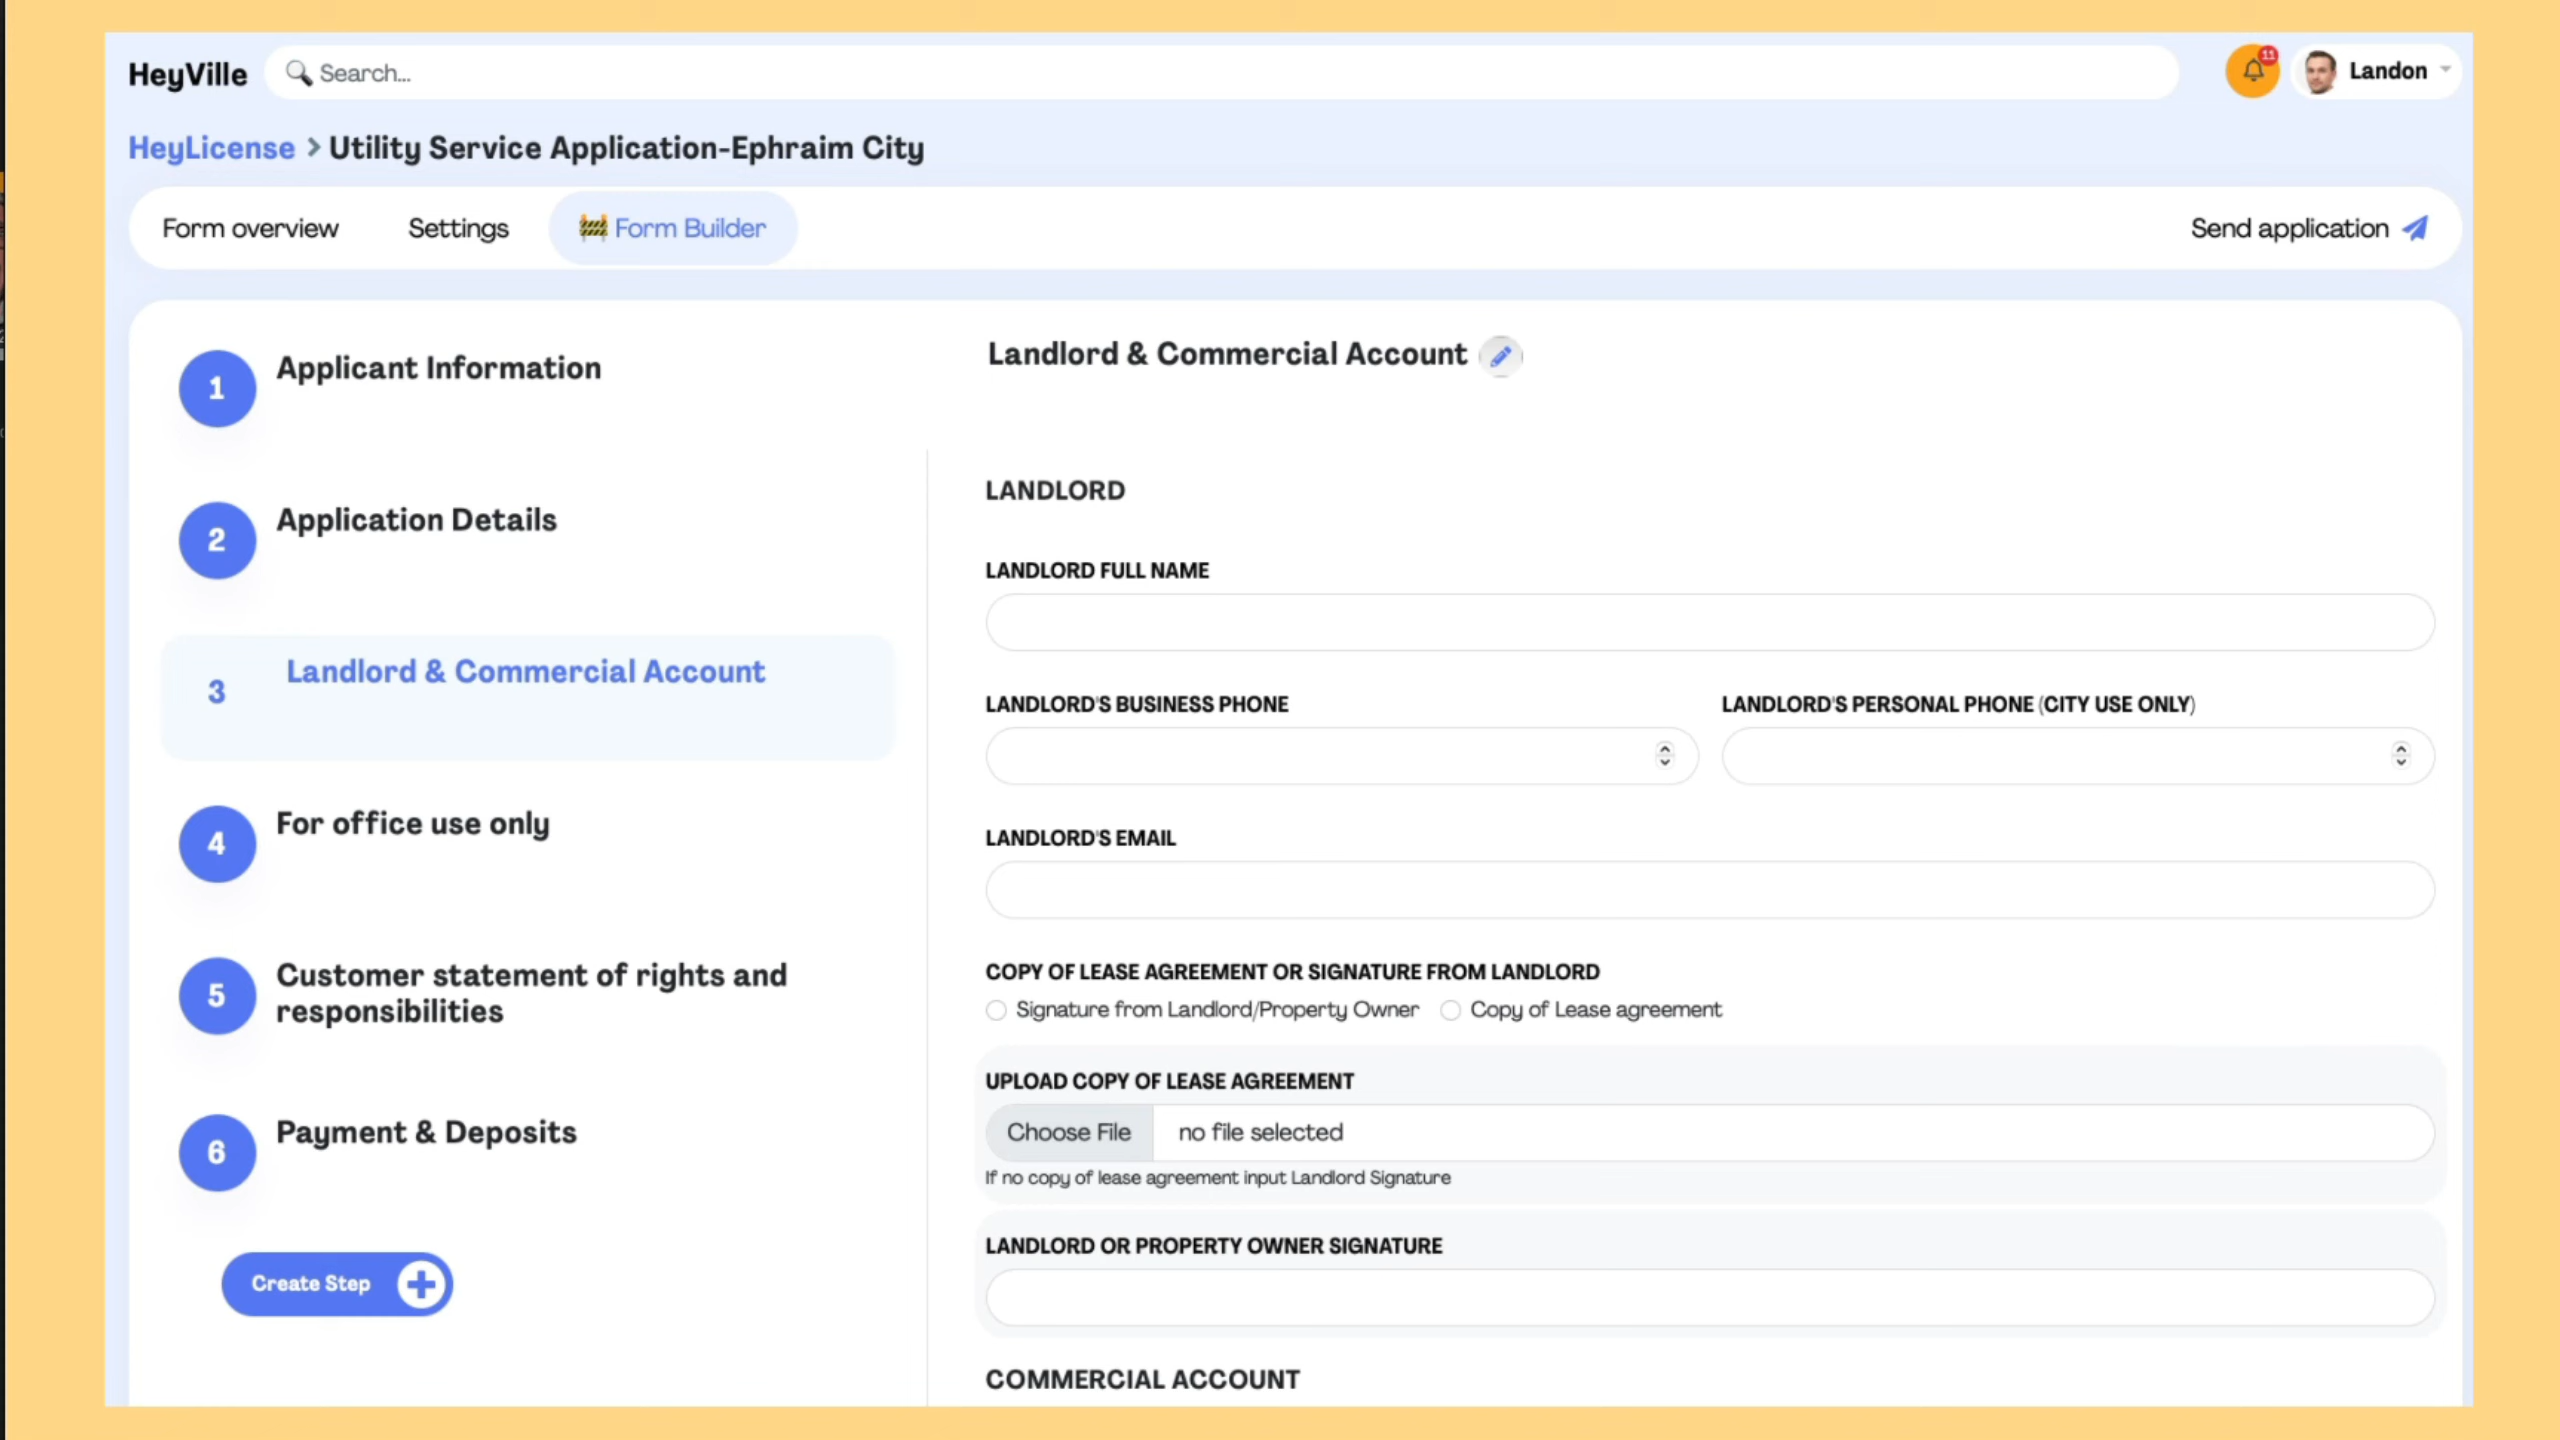 HeyVille
Search...
11
Landon
HeyLicense > Utility Service Application-Ephraim City
Form overview
Settings
Form Builder
Send application
1
Applicant Information
2
Application Details
3
Landlord & Commercial Account
4
For office use only
5
Customer statement of rights and
responsibilities
6
Payment & Deposits
Create Step
Landlord & Commercial Account
LANDLORD
LANDLORD FULL NAME
LANDLORD'S BUSINESS PHONE
LANDLORD'S PERSONAL PHONE (CITY USE ONLY)
LANDLORD'S EMAIL
COPY OF LEASE AGREEMENT OR SIGNATURE FROM LANDLORD
Signature from Landlord/Property Owner
Copy of Lease agreement
UPLOAD COPY OF LEASE AGREEMENT
Choose File
no file selected
If no copy of lease agreement input Landlord Signature
LANDLORD OR PROPERTY OWNER SIGNATURE
COMMERCIAL ACCOUNT